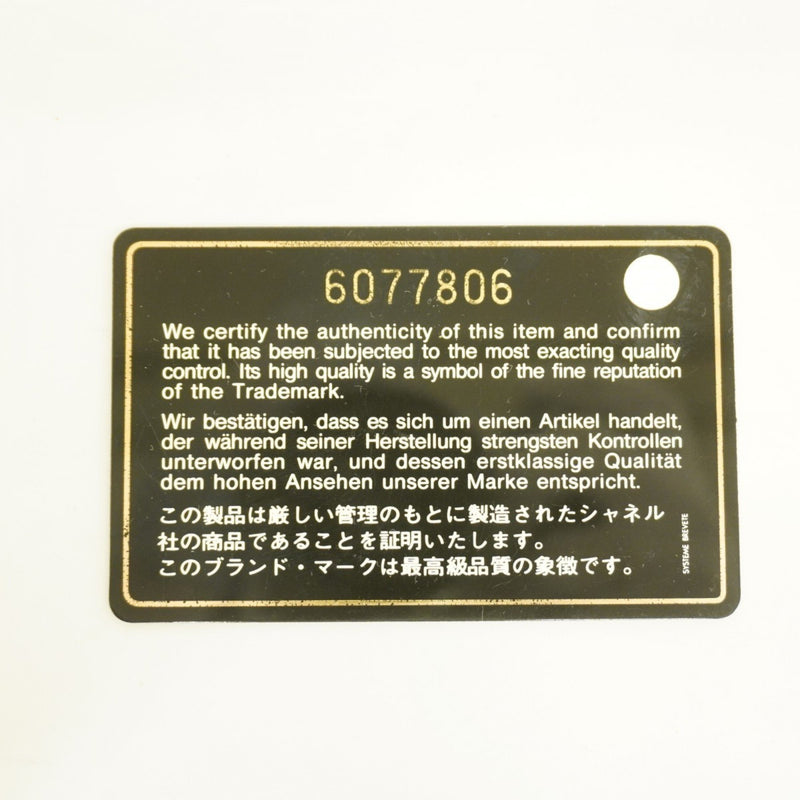 6077806
We certify the authenticity of this item and confirm
that it has been subjected to the most exacting quality
control. Its high quality is a symbol of the fine reputation
of the Trademark.
Wir bestätigen, dass es sich um einen Artikel handelt,
der während seiner Herstellung strengsten Kontrollen
unterworfen war, und dessen erstklassige Qualität
dem hohen Ansehen unserer Marke entspricht.
この製品は厳しい管理のもとに製造されたシャネル
社の商品であることを証明いたします。
このブランド・マークは最高級品質の象徴です。
SYSTEME BREVETE